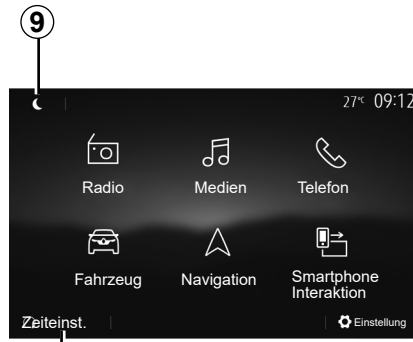 9
27°C 09:12
Radio Medien Telefon
Fahrzeug Navigation Smartphone
Interaktion
Zeiteinst. Einstellung